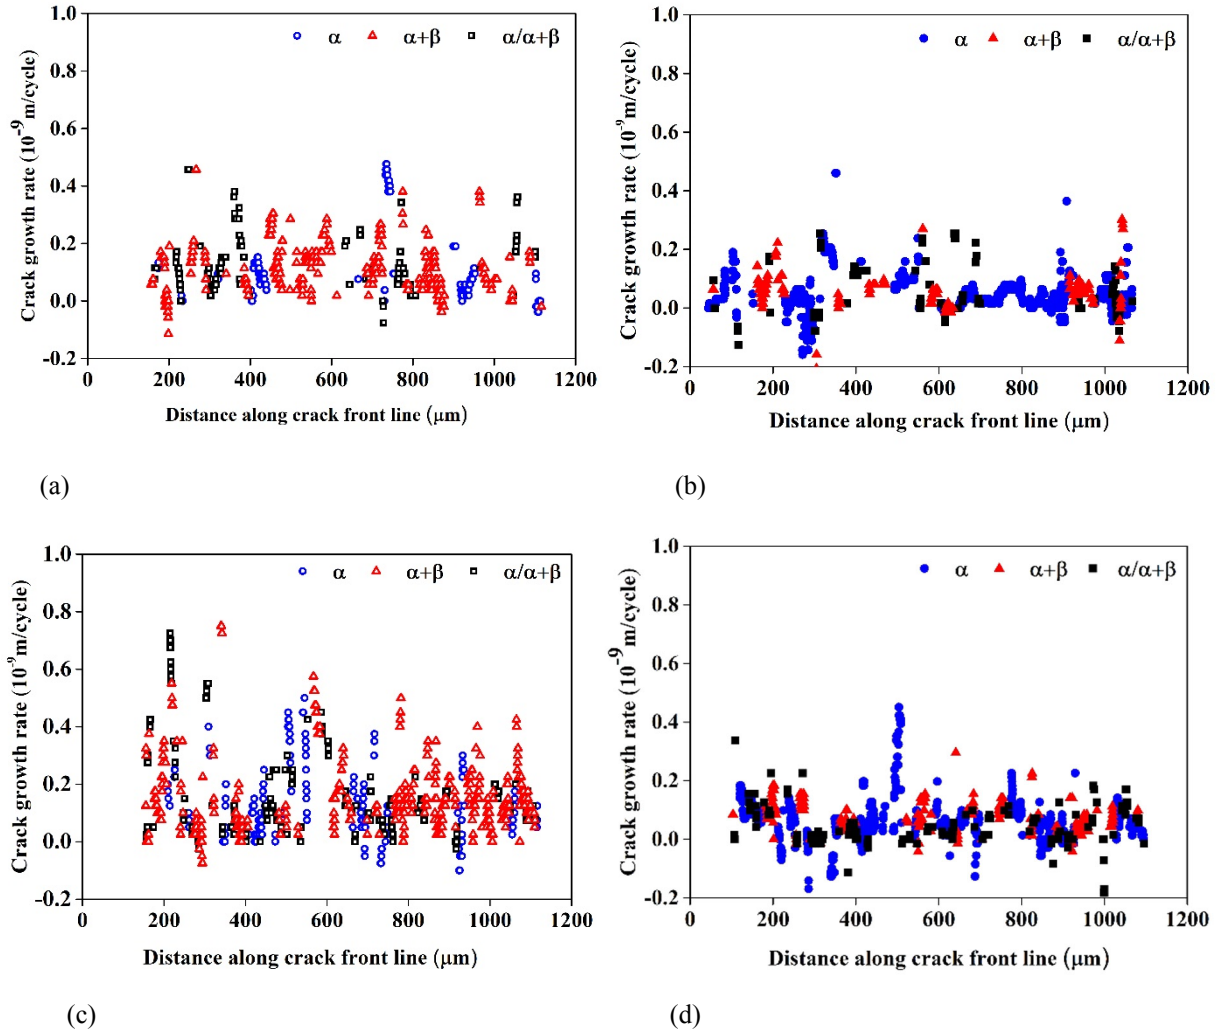 1.0
0.8
0.6
0.4
0.2
0.0
-0.2
0 200 400 600 800 1000 1200
Crack growth rate (10⁻⁹ m/cycle)
Distance along crack front line (μm)
α α+β α/α+β
(a)
1.0
0.8
0.6
0.4
0.2
0.0
-0.2
0 200 400 600 800 1000 1200
Crack growth rate (10⁻⁹ m/cycle)
Distance along crack front line (μm)
α α+β α/α+β
(b)
1.0
0.8
0.6
0.4
0.2
0.0
-0.2
0 200 400 600 800 1000 1200
Crack growth rate (10⁻⁹ m/cycle)
Distance along crack front line (μm)
α α+β α/α+β
(c)
1.0
0.8
0.6
0.4
0.2
0.0
-0.2
0 200 400 600 800 1000 1200
Crack growth rate (10⁻⁹ m/cycle)
Distance along crack front line (μm)
α α+β α/α+β
(d)